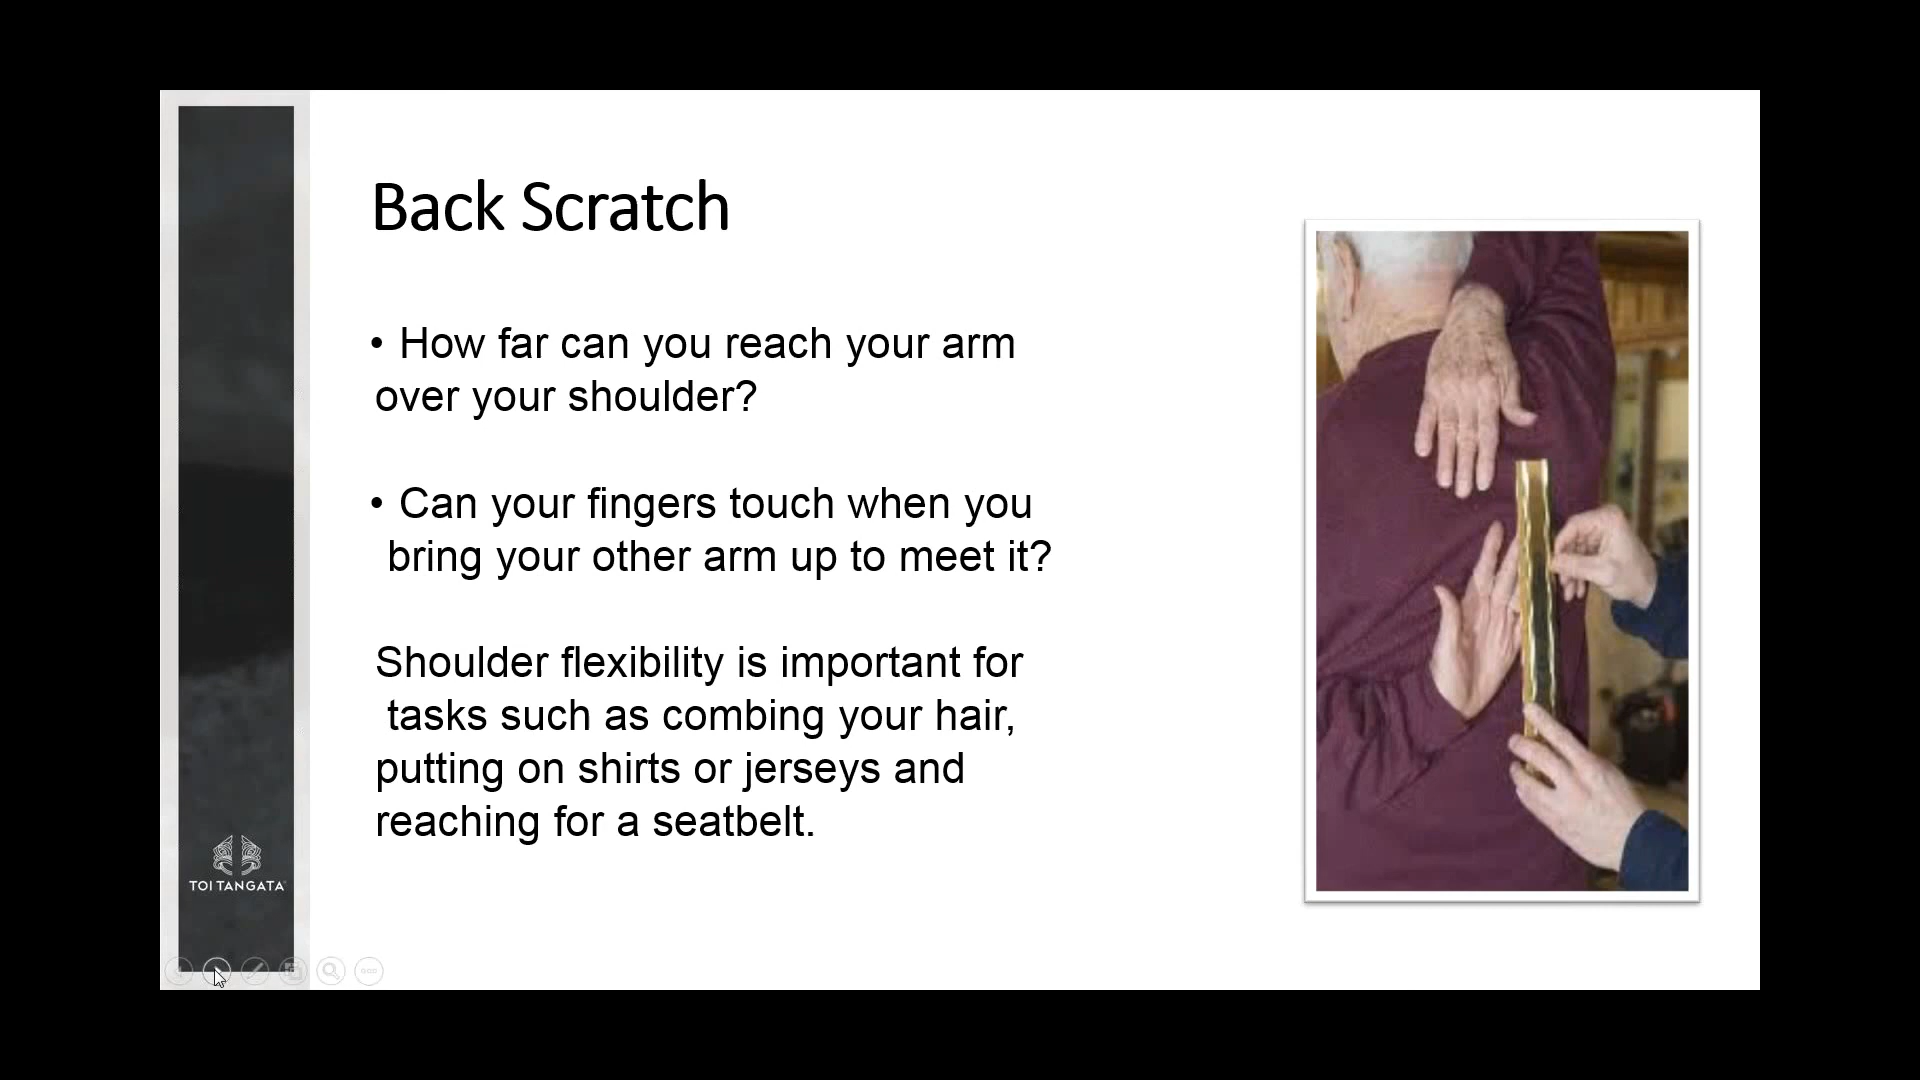 Back Scratch
• How far can you reach your arm
over your shoulder?
• Can your fingers touch when you
bring your other arm up to meet it?
Shoulder flexibility is important for
tasks such as combing your hair,
putting on shirts or jerseys and
reaching for a seatbelt.
TOI TANGATA